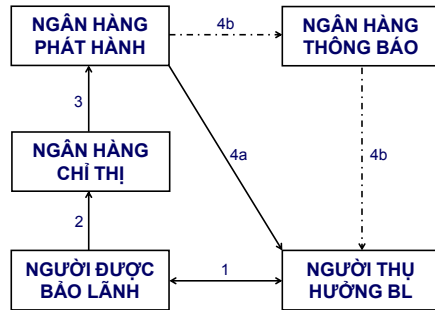 NGÂN HÀNG
PHÁT HÀNH
4b
NGÂN HÀNG
THÔNG BÁO
3
4a
4b
NGÂN HÀNG
CHỈ THỊ
2
NGƯỜI ĐƯỢC
BẢO LÃNH
1
NGƯỜI THỤ
HƯỞNG BL